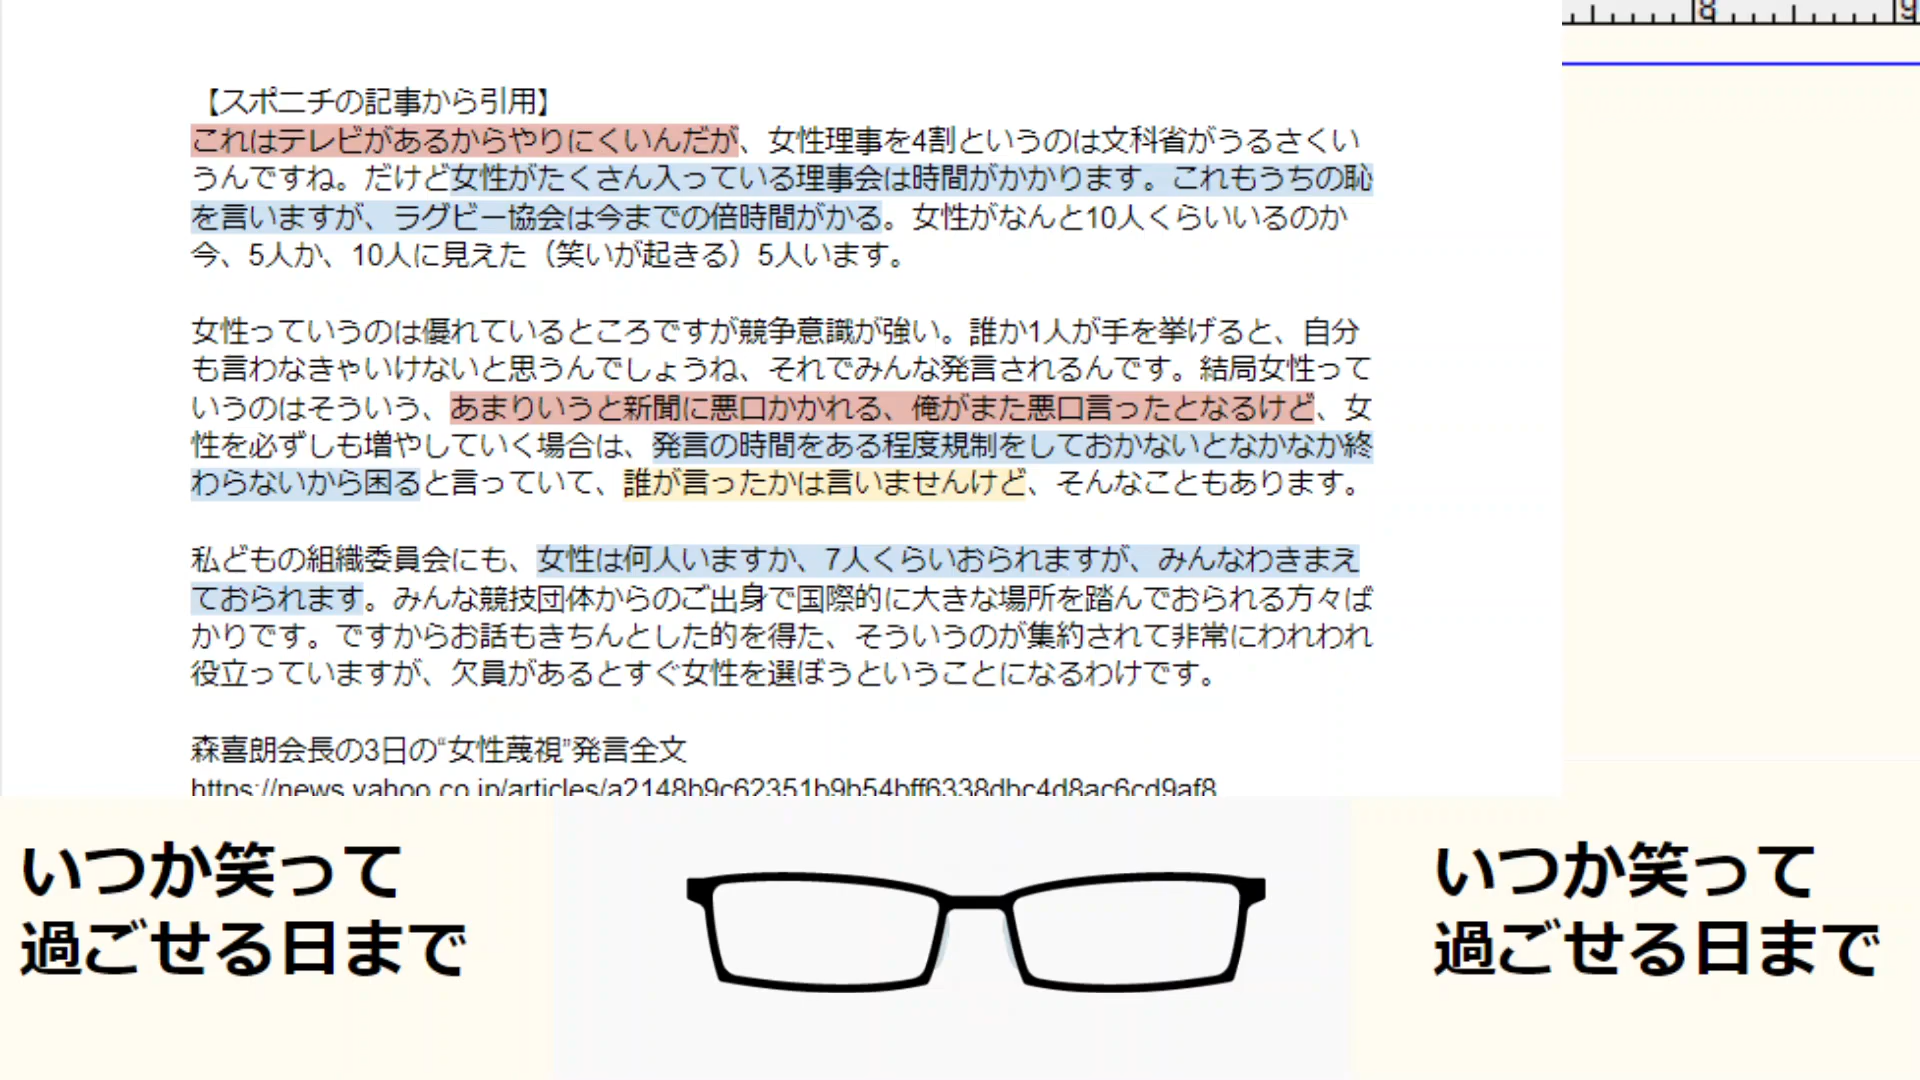 【スポニチの記事から引用】
これはテレビがあるからやりにくいんだが、女性理事を4割というのは文科省がうるさくい
うんですね。だけど女性がたくさん入っている理事会は時間がかかります。これもうちの恥
を言いますが、ラグビー協会は今までの倍時間がかる。女性がなんと10人くらいいるのか
今、5人か、10人に見えた（笑いが起きる）5人います。
女性っていうのは優れているところですが競争意識が強い。誰か1人が手を挙げると、自分
も言わなきゃいけないと思うんでしょうね、それでみんな発言されるんです。結局女性って
いうのはそういう、あまりいうと新聞に悪口かかれる、俺がまた悪口言ったとなるけど、女
性を必ずしも増やしていく場合は、発言の時間をある程度規制をしておかないとなかなか終
わらないから困ると言っていて、誰が言ったかは言いませんけど、そんなこともあります。
私どもの組織委員会にも、女性は何人いますか、7人くらいおられますが、みんなわきまえ
ておられます。みんな競技団体からのご出身で国際的に大きな場所を踏んでおられる方々ば
かりです。ですからお話もきちんとした的を得た、そういうのが集約されて非常にわれわれ
役立っていますが、欠員があるとすぐ女性を選ぼうということになるわけです。
森喜朗会長の3日の“女性蔑視”発言全文
https://news.yahoo.co.jp/articles/a2148b9c62351b9b54bff6338dbc4d8ac6cd9af8
8 9
いつか笑って
過ごせる日まで
いつか笑って
過ごせる日まで